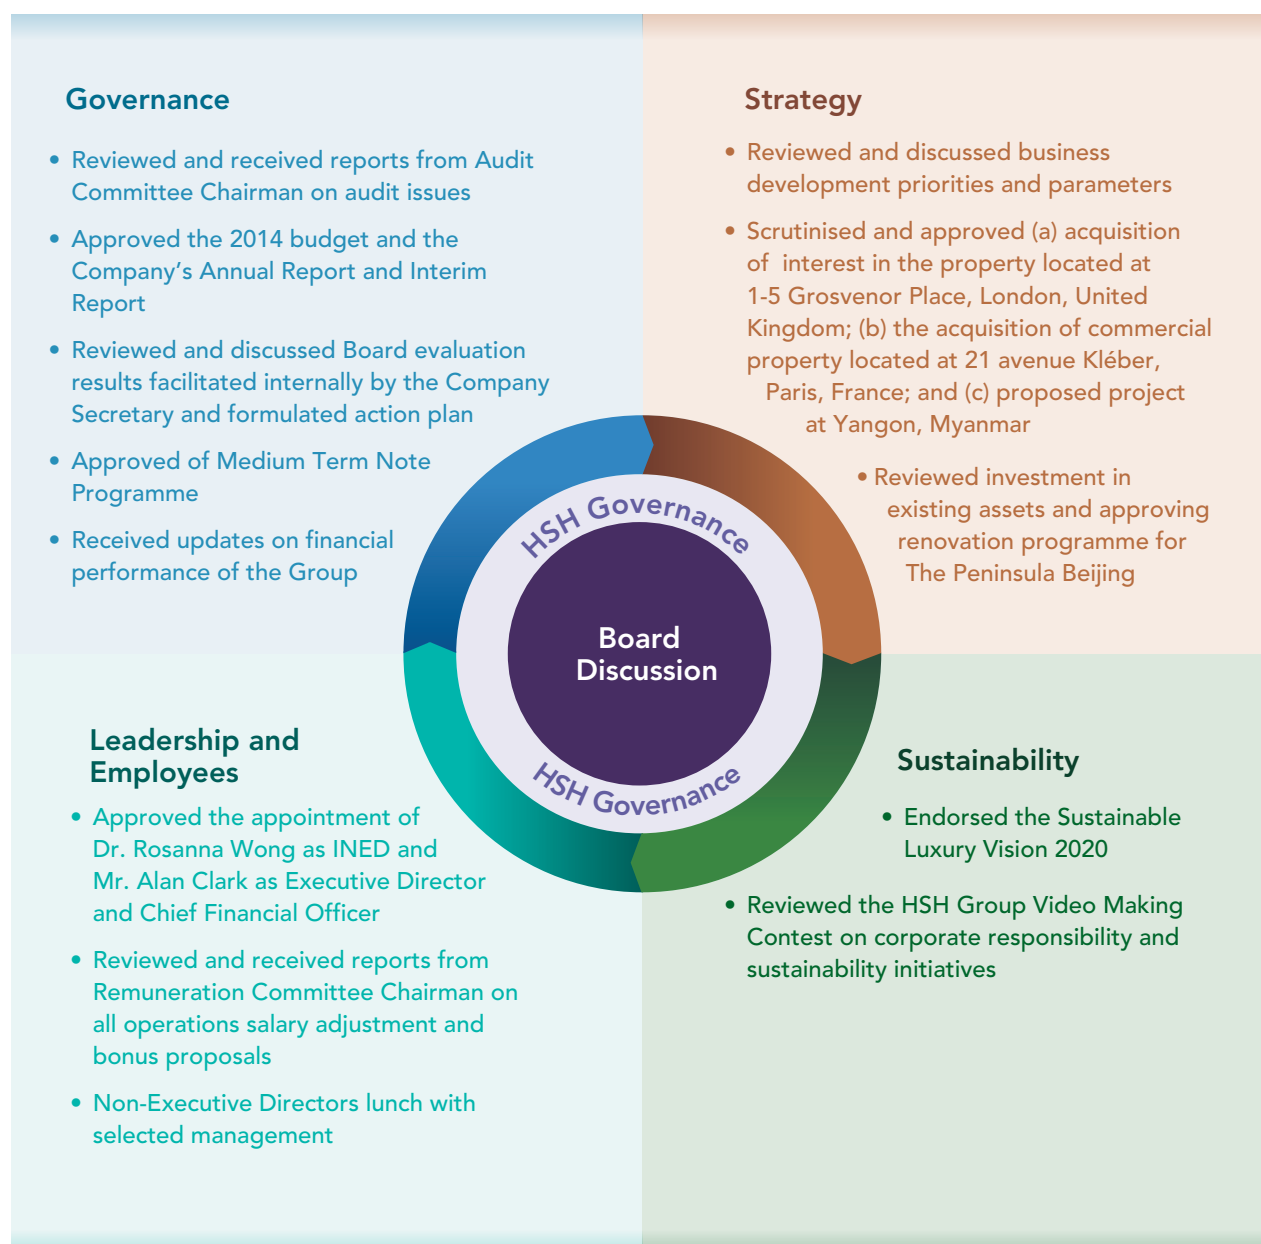 Governance
• Reviewed and received reports from Audit
Committee Chairman on audit issues
• Approved the 2014 budget and the
Company’s Annual Report and Interim
Report
• Reviewed and discussed Board evaluation
results facilitated internally by the Company
Secretary and formulated action plan
• Approved of Medium Term Note
Programme
• Received updates on financial
performance of the Group
Strategy
• Reviewed and discussed business
development priorities and parameters
• Scrutinised and approved (a) acquisition
of interest in the property located at
1-5 Grosvenor Place, London, United
Kingdom; (b) the acquisition of commercial
property located at 21 avenue Kléber,
Paris, France; and (c) proposed project
at Yangon, Myanmar
• Reviewed investment in
existing assets and approving
renovation programme for
The Peninsula Beijing
HSH Governance
Board
Discussion
HSH Governance
Leadership and
Employees
• Approved the appointment of
Dr. Rosanna Wong as INED and
Mr. Alan Clark as Executive Director
and Chief Financial Officer
• Reviewed and received reports from
Remuneration Committee Chairman on
all operations salary adjustment and
bonus proposals
• Non-Executive Directors lunch with
selected management
Sustainability
• Endorsed the Sustainable
Luxury Vision 2020
• Reviewed the HSH Group Video Making
Contest on corporate responsibility and
sustainability initiatives